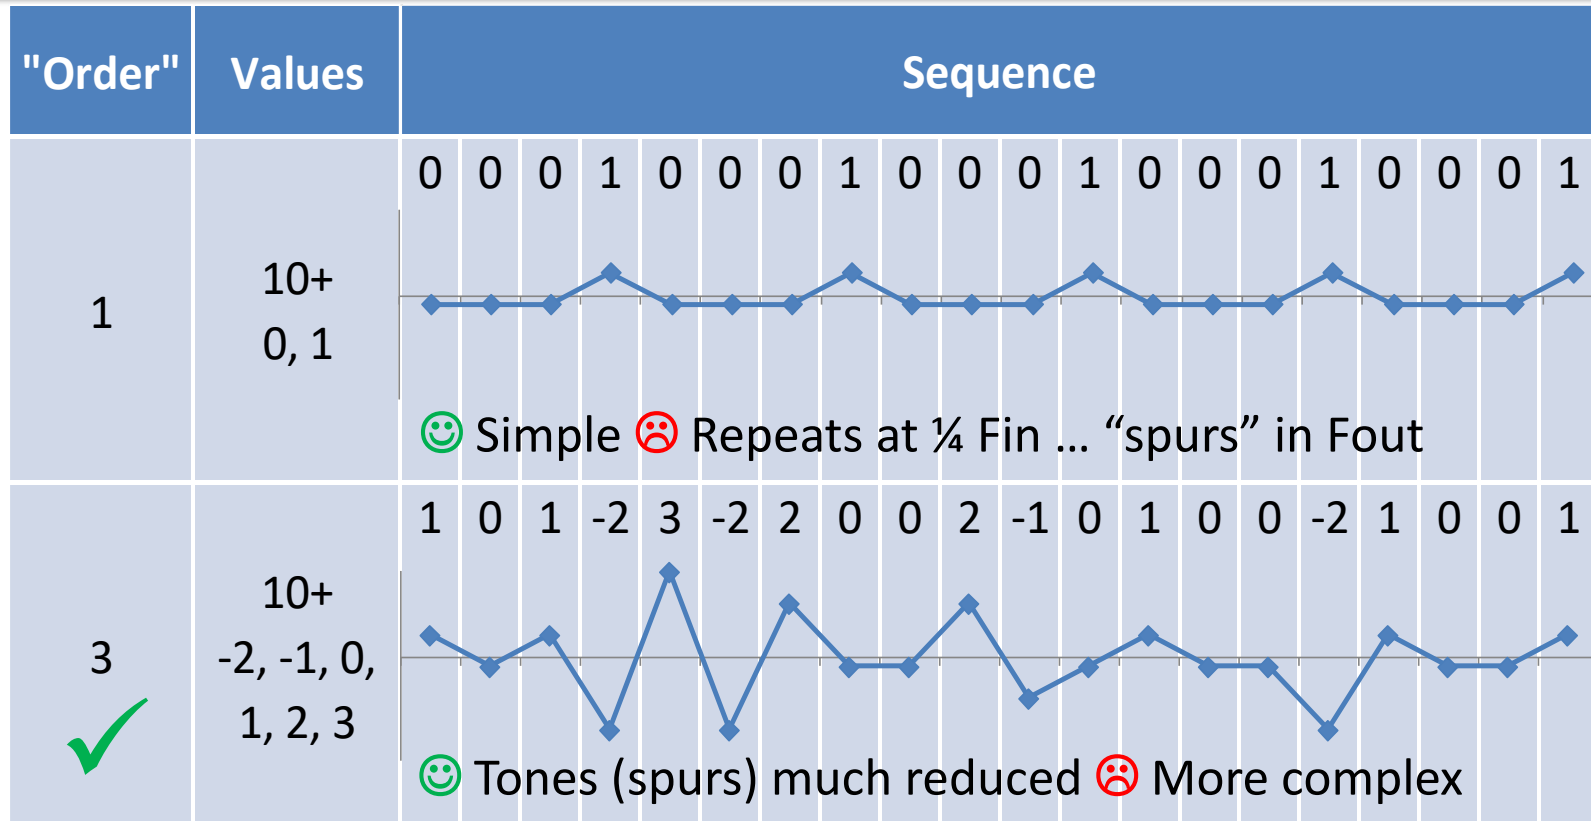 "Order" Values Sequence
0 0 0 1 0 0 0 1 0 0 0 1 0 0 0 1 0 0 0 1
1
10+
0, 1
Simple Repeats at ¼ Fin ... “spurs” in Fout
1 0 1 -2 3 -2 2 0 0 2 -1 0 1 0 0 -2 1 0 0 1
3
10+
-2, -1, 0,
1, 2, 3
Tones (spurs) much reduced More complex